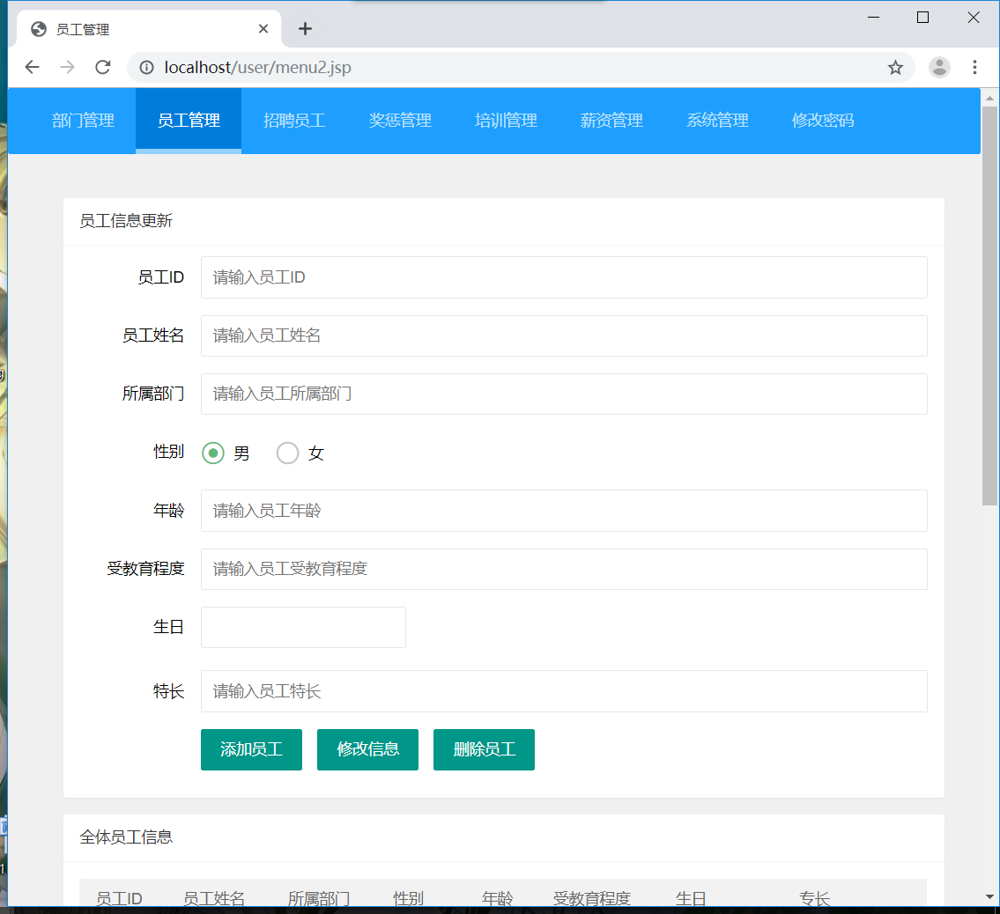 员工管理
localhost/user/menu2.jsp
部门管理 员工管理 招聘员工 奖惩管理 培训管理 薪资管理 系统管理 修改密码
员工信息更新
员工ID 请输入员工ID
员工姓名 请输入员工姓名
所属部门 请输入员工所属部门
性别 男 女
年龄 请输入员工年龄
受教育程度 请输入员工受教育程度
生日
特长 请输入员工特长
添加员工 修改信息 删除员工
全体员工信息
员工ID 员工姓名 所属部门 性别 年龄 受教育程度 生日 专长